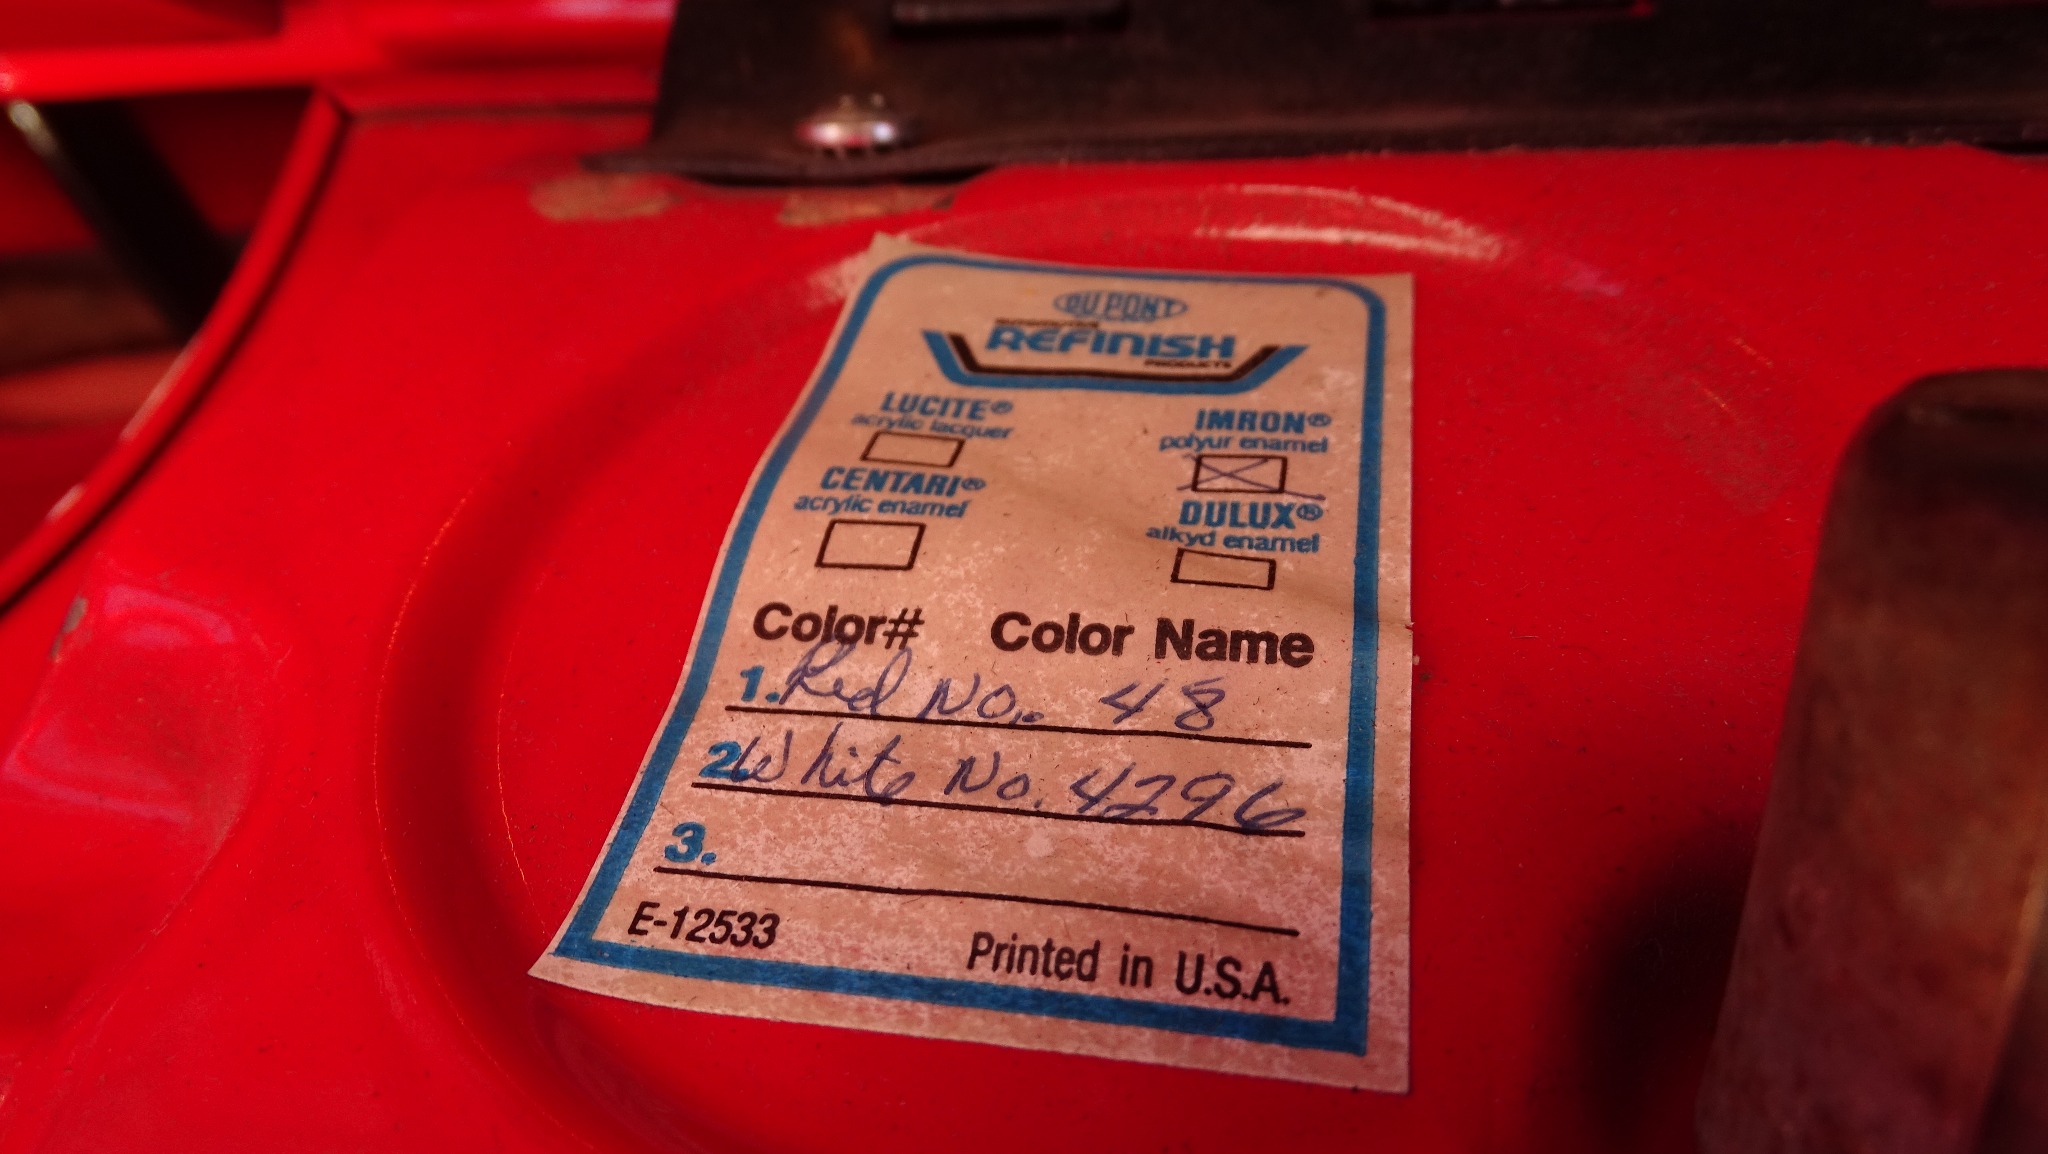 DU PONT
REFINISH
PRODUCTS
LUCITE® IMRON®
acrylic lacquer polyur enamel
CENTARI® DULUX®
acrylic enamel alkyd enamel
Color# Color Name
1. Red No. 48
2. White No. 4296
3.
E-12533 Printed in U.S.A.